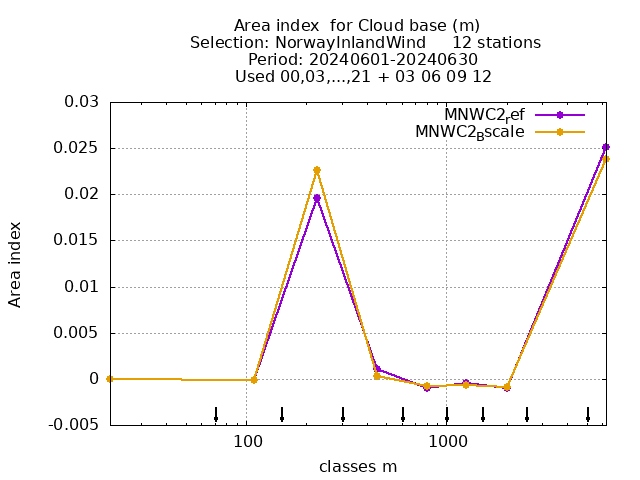 Area index  for Cloud base (m)
Selection: NorwayInlandWind     12 stations
Period: 20240601-20240630
Used 00,03,...,21 + 03 06 09 12
MNWC2ref
MNWC2Bscale
0.03
0.025
0.02
0.015
0.01
0.005
0
-0.005
Area index
100
1000
classes m